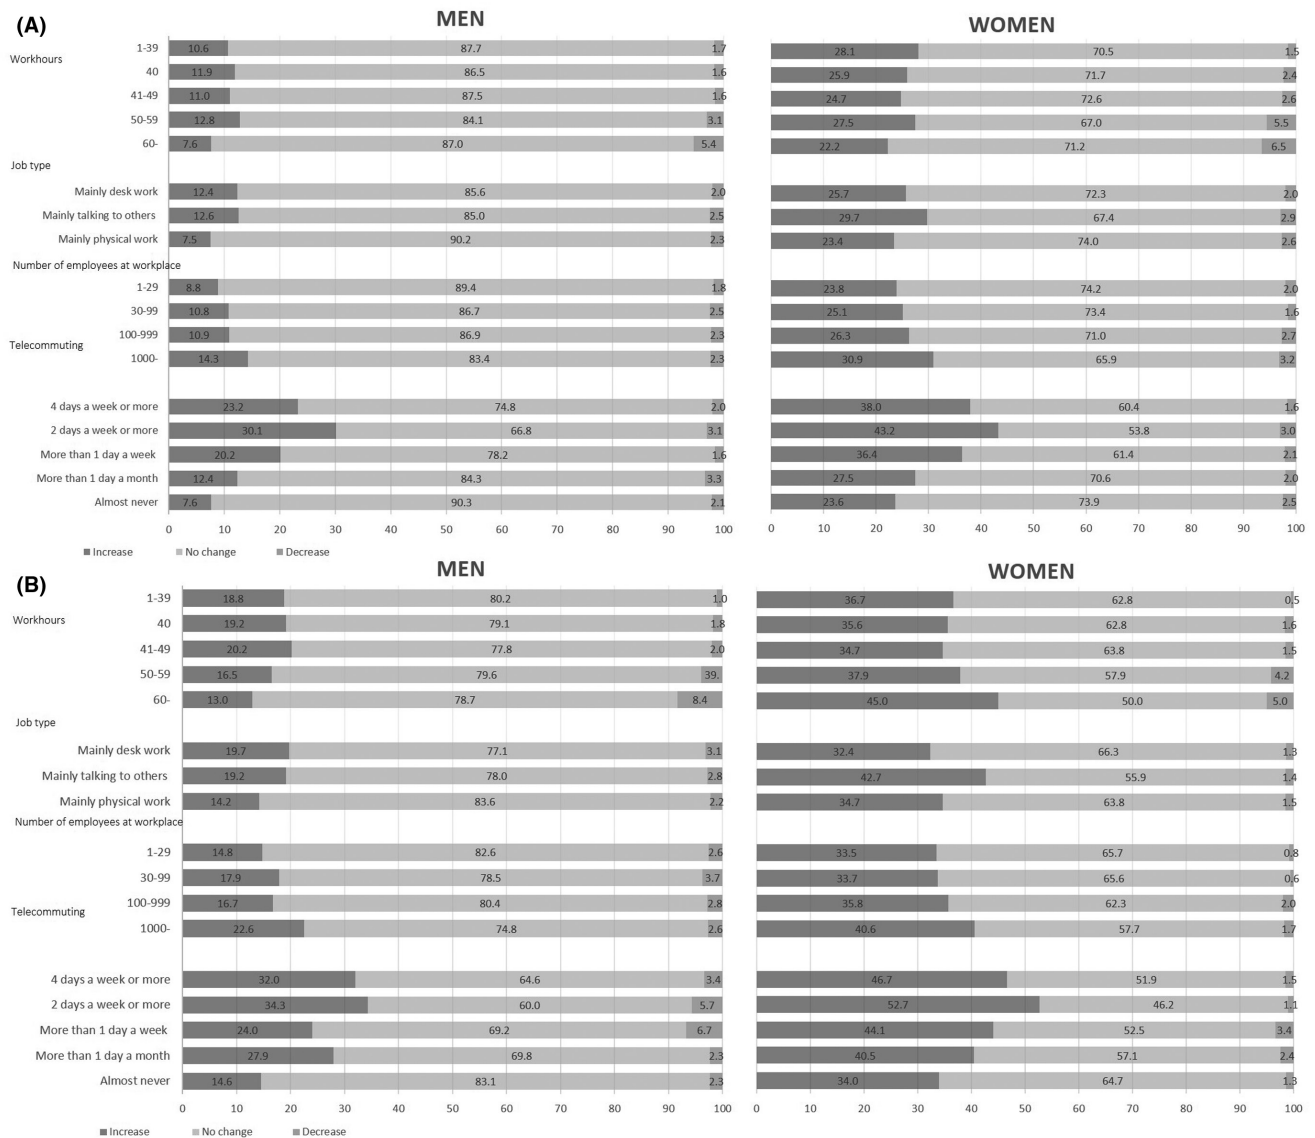 (A)
MEN
WOMEN
Workhours
1-39 10.6 87.7 1.7 28.1 70.5 1.5
40 11.9 86.5 1.6 25.9 71.7 2.4
41-49 11.0 87.5 1.6 24.7 72.6 2.6
50-59 12.8 84.1 3.1 27.5 67.0 5.5
60- 7.6 87.0 5.4 22.2 71.2 6.5
Job type
Mainly desk work 12.4 85.6 2.0 25.7 72.3 2.0
Mainly talking to others 12.6 85.0 2.5 29.7 67.4 2.9
Mainly physical work 7.5 90.2 2.3 23.4 74.0 2.6
Number of employees at workplace
1-29 8.8 89.4 1.8 23.8 74.2 2.0
30-99 10.8 86.7 2.5 25.1 73.4 1.6
100-999 10.9 86.9 2.3 26.3 71.0 2.7
Telecommuting
1000- 14.3 83.4 2.3 30.9 65.9 3.2
4 days a week or more 23.2 74.8 2.0 38.0 60.4 1.6
2 days a week or more 30.1 66.8 3.1 43.2 53.8 3.0
More than 1 day a week 20.2 78.2 1.6 36.4 61.4 2.1
More than 1 day a month 12.4 84.3 3.3 27.5 70.6 2.0
Almost never 7.6 90.3 2.1 23.6 73.9 2.5
0 10 20 30 40 50 60 70 80 90 100 0 10 20 30 40 50 60 70 80 90 100
Increase No change Decrease
(B)
MEN
WOMEN
Workhours
1-39 18.8 80.2 1.0 36.7 62.8 0.5
40 19.2 79.1 1.8 35.6 62.8 1.6
41-49 20.2 77.8 2.0 34.7 63.8 1.5
50-59 16.5 79.6 39. 37.9 57.9 4.2
60- 13.0 78.7 8.4 45.0 50.0 5.0
Job type
Mainly desk work 19.7 77.1 3.1 32.4 66.3 1.3
Mainly talking to others 19.2 78.0 2.8 42.7 55.9 1.4
Mainly physical work 14.2 83.6 2.2 34.7 63.8 1.5
Number of employees at workplace
1-29 14.8 82.6 2.6 33.5 65.7 0.8
30-99 17.9 78.5 3.7 33.7 65.6 0.6
100-999 16.7 80.4 2.8 35.8 62.3 2.0
Telecommuting
1000- 22.6 74.8 2.6 40.6 57.7 1.7
4 days a week or more 32.0 64.6 3.4 46.7 51.9 1.5
2 days a week or more 34.3 60.0 5.7 52.7 46.2 1.1
More than 1 day a week 24.0 69.2 6.7 44.1 52.5 3.4
More than 1 day a month 27.9 69.8 2.3 40.5 57.1 2.4
Almost never 14.6 83.1 2.3 34.0 64.7 1.3
0 10 20 30 40 50 60 70 80 90 100 0 10 20 30 40 50 60 70 80 90 100
Increase No change Decrease